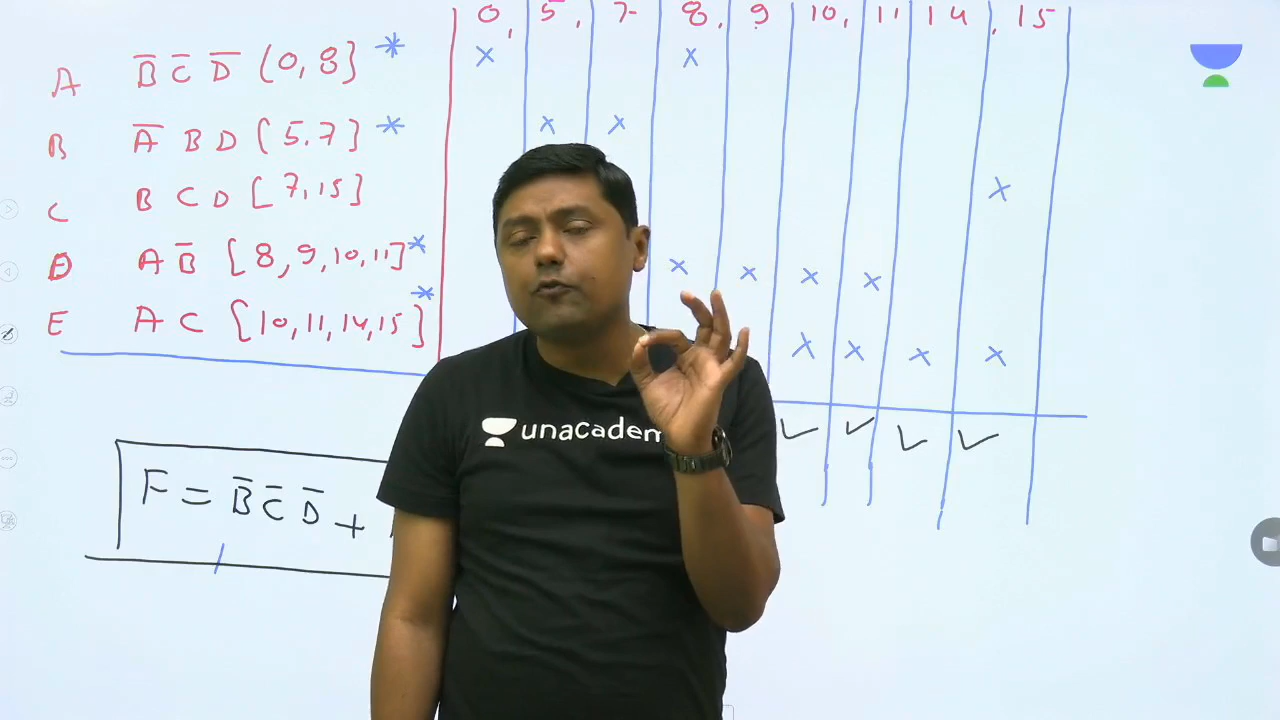 0, 5, 7 8, 9 10, 11 14, 15
A B̅ C̅ D̅ (0, 8] * x x
B A̅ B D [5.7] * x x
C B C D [7, 15] x
D A B̅ [8, 9, 10, 11] * x x x x
E A C [10, 11, 14, 15] * x x x x
✓ ✓ ✓ ✓
F = B̅ C̅ D̅ +
unacadem